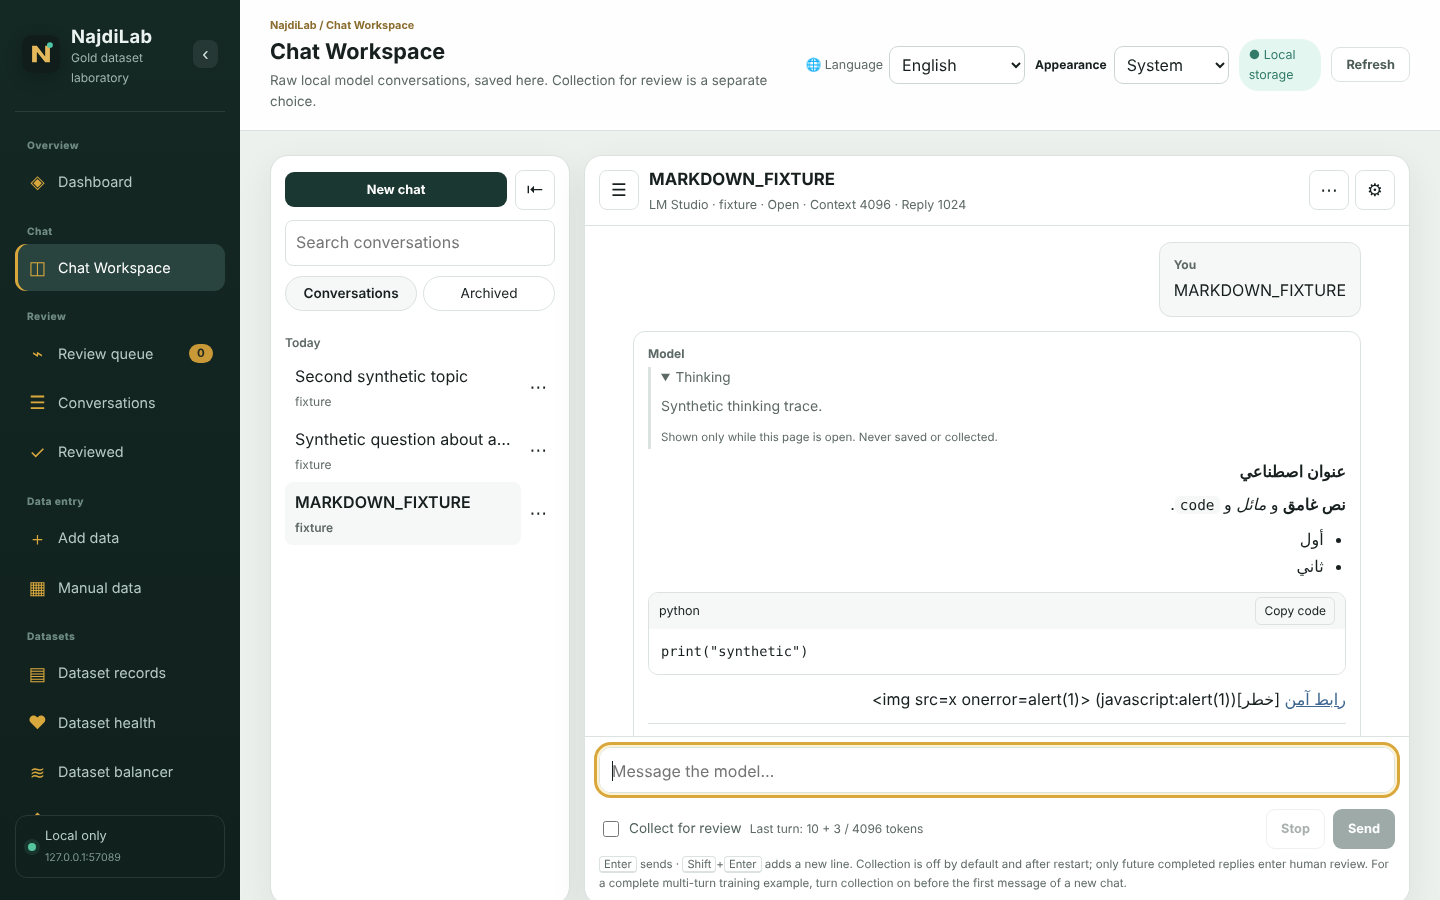 NajdiLab
Gold dataset
laboratory
Overview
Dashboard
Chat
Chat Workspace
Review
Review queue 0
Conversations
Reviewed
Data entry
Add data
Manual data
Datasets
Dataset records
Dataset health
Dataset balancer
Local only
127.0.0.1:57089
NajdiLab / Chat Workspace
Chat Workspace
Raw local model conversations, saved here. Collection for review is a separate
choice.
Language English
Appearance System
Local
storage
Refresh
New chat
Search conversations
Conversations Archived
Today
Second synthetic topic
fixture
Synthetic question about a...
fixture
MARKDOWN_FIXTURE
fixture
MARKDOWN_FIXTURE
LM Studio · fixture · Open · Context 4096 · Reply 1024
You
MARKDOWN_FIXTURE
Model
Thinking
Synthetic thinking trace.
Shown only while this page is open. Never saved or collected.
عنوان اصطناعي
نص غامق و مائل و code .
أول
ثاني
python Copy code
print("synthetic")
رابط آمن [خطر](javascript:alert(1)) <img src=x onerror=alert(1)>
Message the model...
Collect for review Last turn: 10 + 3 / 4096 tokens
Stop Send
Enter sends · Shift+Enter adds a new line. Collection is off by default and after restart; only future completed replies enter human review. For
a complete multi-turn training example, turn collection on before the first message of a new chat.